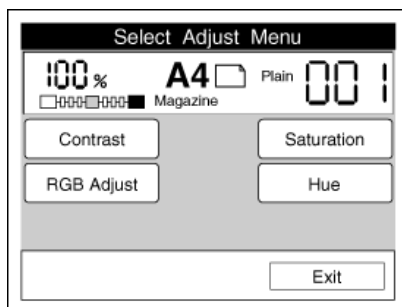 Select Adjust Menu
100 % A4 Plain 001
Magazine
Contrast Saturation
RGB Adjust Hue
Exit